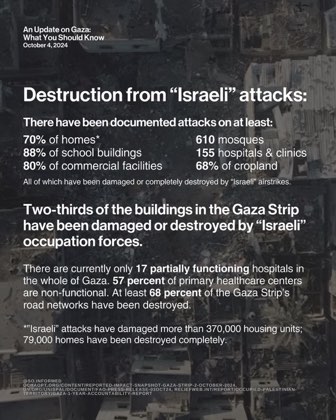 An Update on Gaza:
What You Should Know
October 4, 2024
Destruction from “Israeli” attacks:
There have been documented attacks on at least:
70% of homes*
88% of school buildings
80% of commercial facilities
610 mosques
155 hospitals & clinics
68% of cropland
All of which have been damaged or completely destroyed by “Israeli” airstrikes.
Two-thirds of the buildings in the Gaza Strip
have been damaged or destroyed by “Israeli”
occupation forces.
There are currently only 17 partially functioning hospitals in
the whole of Gaza. 57 percent of primary healthcare centers
are non-functional. At least 68 percent of the Gaza Strip’s
road networks have been destroyed.
*“Israeli” attacks have damaged more than 370,000 housing units;
79,000 homes have been destroyed completely.